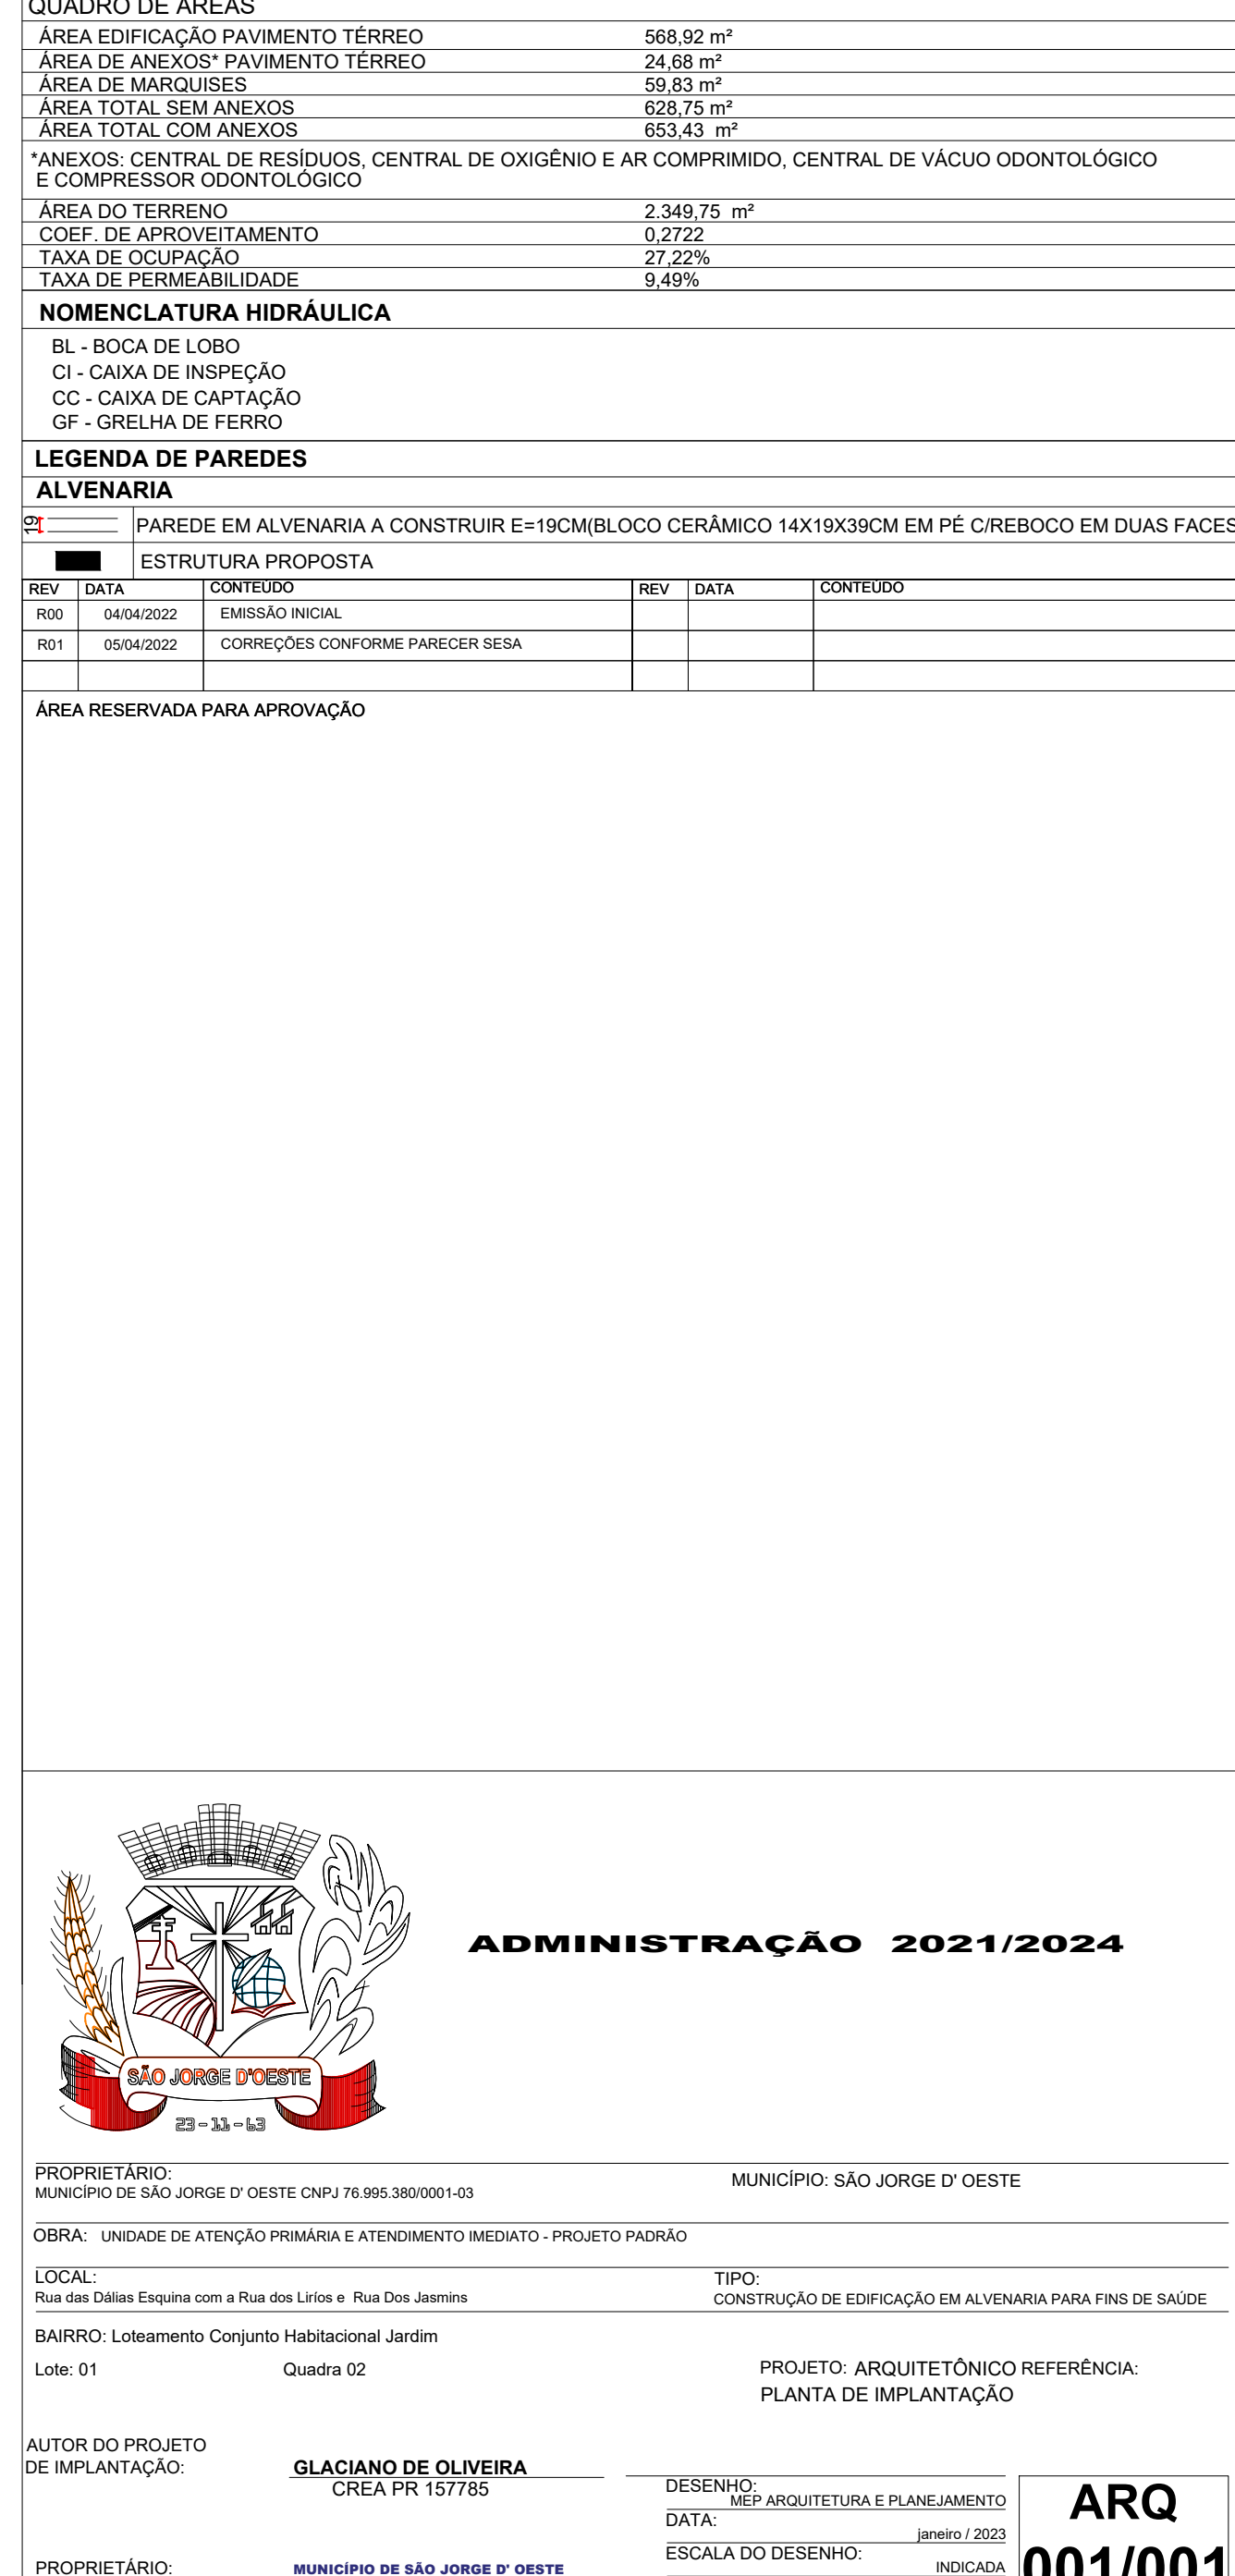 QUADRO DE ÁREAS
ÁREA EDIFICAÇÃO PAVIMENTO TÉRREO 568,92 m²
ÁREA DE ANEXOS* PAVIMENTO TÉRREO 24,68 m²
ÁREA DE MARQUISES 59,83 m²
ÁREA TOTAL SEM ANEXOS 628,75 m²
ÁREA TOTAL COM ANEXOS 653,43 m²
*ANEXOS: CENTRAL DE RESÍDUOS, CENTRAL DE OXIGÊNIO E AR COMPRIMIDO, CENTRAL DE VÁCUO ODONTOLÓGICO
E COMPRESSOR ODONTOLÓGICO
ÁREA DO TERRENO 2.349,75 m²
COEF. DE APROVEITAMENTO 0,2722
TAXA DE OCUPAÇÃO 27,22%
TAXA DE PERMEABILIDADE 9,49%
NOMENCLATURA HIDRÁULICA
BL - BOCA DE LOBO
CI - CAIXA DE INSPEÇÃO
CC - CAIXA DE CAPTAÇÃO
GF - GRELHA DE FERRO
LEGENDA DE PAREDES
ALVENARIA
19 PAREDE EM ALVENARIA A CONSTRUIR E=19CM(BLOCO CERÂMICO 14X19X39CM EM PÉ C/REBOCO EM DUAS FACES
ESTRUTURA PROPOSTA
REV DATA CONTEÚDO REV DATA CONTEÚDO
R00 04/04/2022 EMISSÃO INICIAL
R01 05/04/2022 CORREÇÕES CONFORME PARECER SESA
ÁREA RESERVADA PARA APROVAÇÃO
ADMINISTRAÇÃO 2021/2024
SÃO JORGE D'OESTE
23-11-63
PROPRIETÁRIO:
MUNICÍPIO DE SÃO JORGE D' OESTE CNPJ 76.995.380/0001-03
MUNICÍPIO: SÃO JORGE D' OESTE
OBRA: UNIDADE DE ATENÇÃO PRIMÁRIA E ATENDIMENTO IMEDIATO - PROJETO PADRÃO
LOCAL:
Rua das Dálias Esquina com a Rua dos Liríos e Rua Dos Jasmins
TIPO:
CONSTRUÇÃO DE EDIFICAÇÃO EM ALVENARIA PARA FINS DE SAÚDE
BAIRRO: Loteamento Conjunto Habitacional Jardim
Lote: 01 Quadra 02
PROJETO: ARQUITETÔNICO REFERÊNCIA:
PLANTA DE IMPLANTAÇÃO
AUTOR DO PROJETO
DE IMPLANTAÇÃO:
GLACIANO DE OLIVEIRA
CREA PR 157785
DESENHO:
MEP ARQUITETURA E PLANEJAMENTO
DATA:
janeiro / 2023
ESCALA DO DESENHO:
INDICADA
ARQ
001/001
PROPRIETÁRIO: MUNICÍPIO DE SÃO JORGE D' OESTE